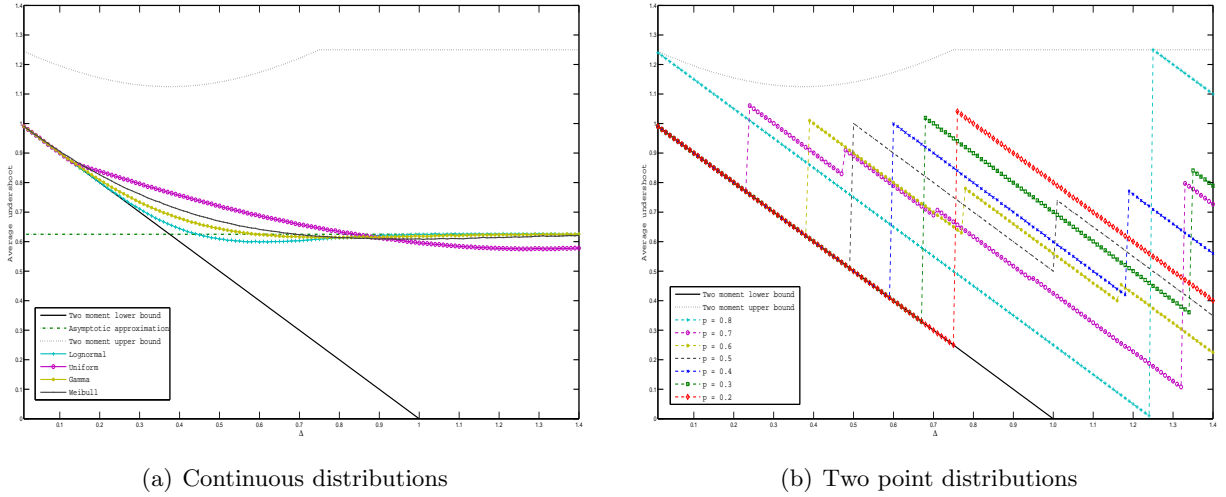 1.4
1.3
1.2
1.1
1
0.9
0.8
0.7
0.6
0.5
0.4
0.3
0.2
0.1
0
Average undershoot
Two moment lower bound
Asymptotic approximation
Two moment upper bound
Lognormal
Uniform
Gamma
Weibull
0.1 0.2 0.3 0.4 0.5 0.6 0.7 0.8 0.9 1.0 1.1 1.2 1.3 1.4
Δ
(a) Continuous distributions
1.4
1.3
1.2
1.1
1
0.9
0.8
0.7
0.6
0.5
0.4
0.3
0.2
0.1
0
Average undershoot
Two moment lower bound
Two moment upper bound
p = 0.8
p = 0.7
p = 0.6
p = 0.5
p = 0.4
p = 0.3
p = 0.2
0.1 0.2 0.3 0.4 0.5 0.6 0.7 0.8 0.9 1.0 1.1 1.2 1.3 1.4
Δ
(b) Two point distributions